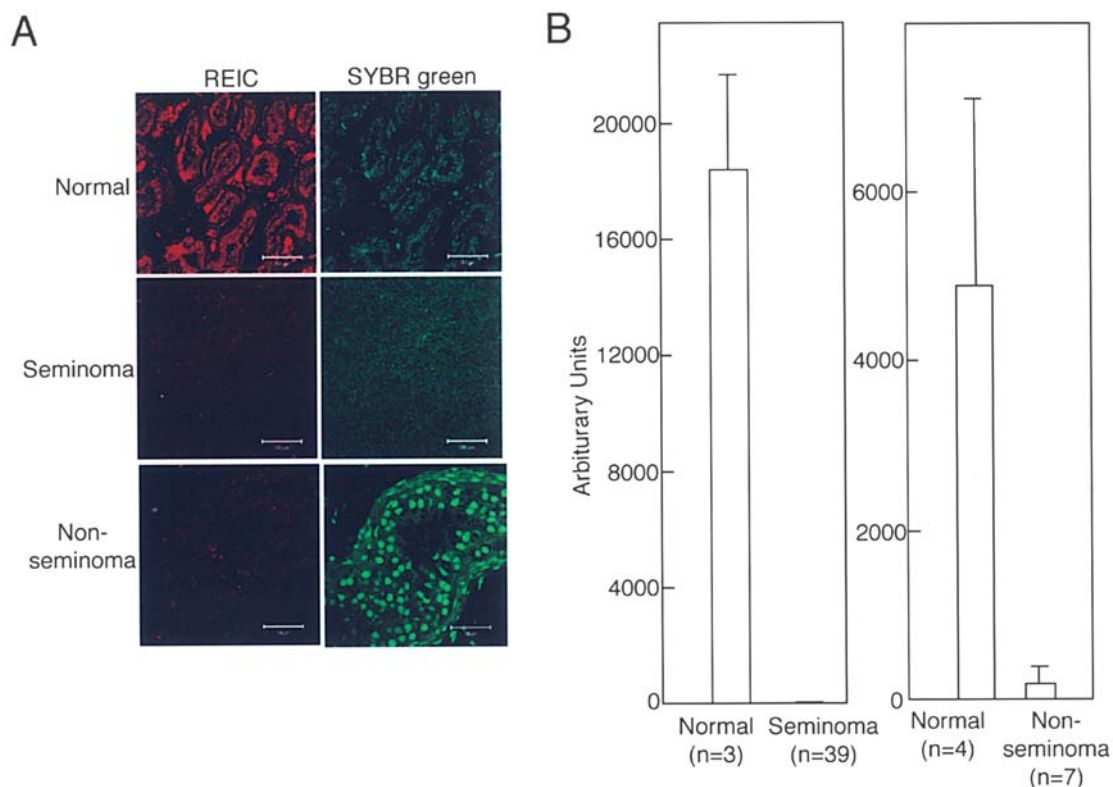 A
REIC
SYBR green
Normal
Seminoma
Non-
seminoma
B
Arbiturary Units
20000
16000
12000
8000
4000
0
Normal
(n=3)
Seminoma
(n=39)
6000
4000
2000
0
Normal
(n=4)
Non-
seminoma
(n=7)